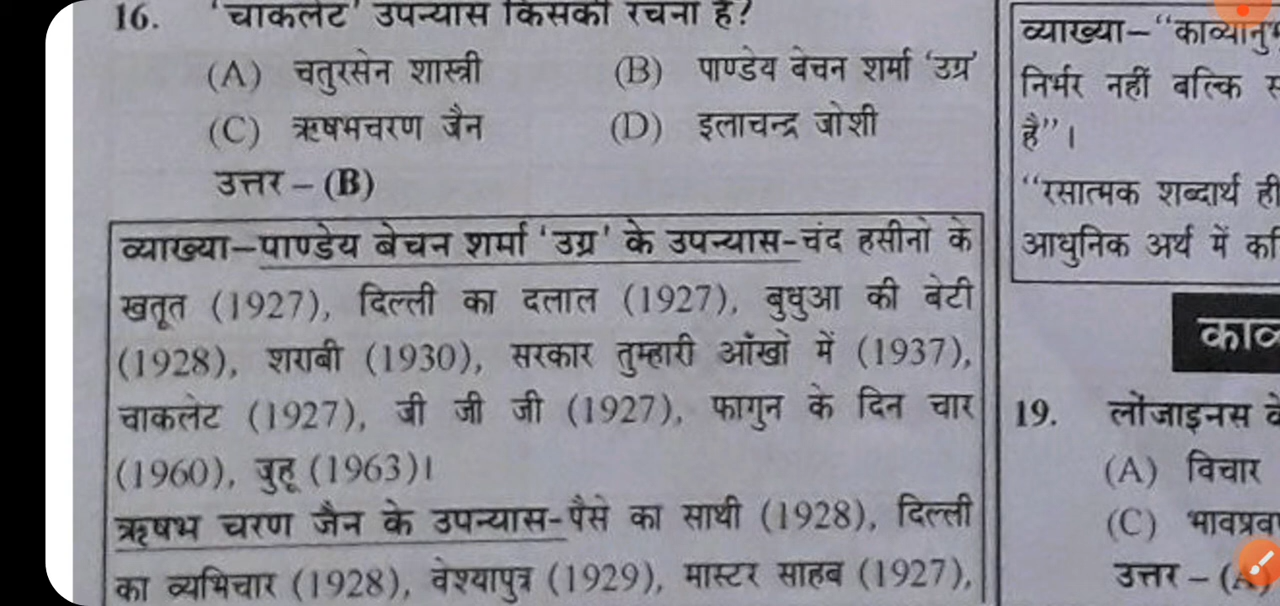 16. 'चाकलेट' उपन्यास किसकी रचना है?
(A) चतुरसेन शास्त्री (B) पाण्डेय बेचन शर्मा 'उग्र'
(C) ऋषभचरण जैन (D) इलाचन्द्र जोशी
उत्तर – (B)
व्याख्या–पाण्डेय बेचन शर्मा 'उग्र' के उपन्यास-चंद हसीनों के
खतूत (1927), दिल्ली का दलाल (1927), बुधुआ की बेटी
(1928), शराबी (1930), सरकार तुम्हारी आँखों में (1937),
चाकलेट (1927), जी जी जी (1927), फागुन के दिन चार
(1960), जुहू (1963)।
ऋषभ चरण जैन के उपन्यास-पैसे का साथी (1928), दिल्ली
का व्यभिचार (1928), वेश्यापुत्र (1929), मास्टर साहब (1927),
व्याख्या–“काव्यानु
निर्भर नहीं बल्कि
है”।
“रसात्मक शब्दार्थ ही
आधुनिक अर्थ में
19. लोंजाइनस
(A) विचार
(C)
उत्तर – (A)